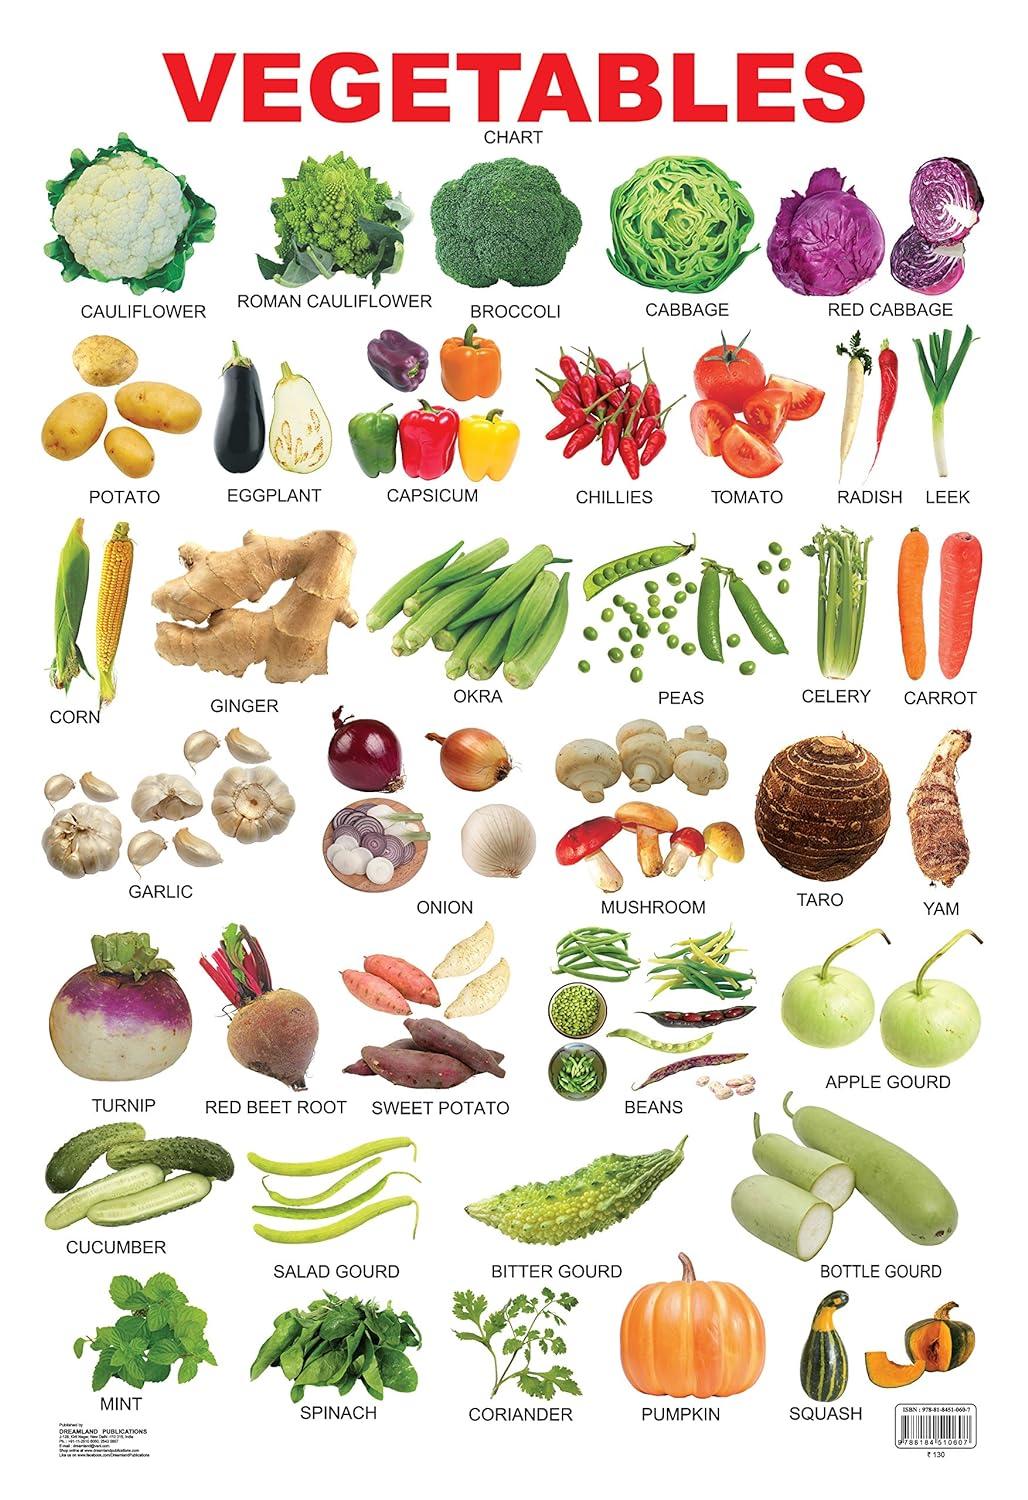 VEGETABLES
CHART
CAULIFLOWER
ROMAN CAULIFLOWER
BROCCOLI
CABBAGE
RED CABBAGE
POTATO
EGGPLANT
CAPSICUM
CHILLIES
TOMATO
RADISH
LEEK
CORN
GINGER
OKRA
PEAS
CELERY
CARROT
GARLIC
ONION
MUSHROOM
TARO
YAM
TURNIP
RED BEET ROOT
SWEET POTATO
BEANS
APPLE GOURD
CUCUMBER
SALAD GOURD
BITTER GOURD
BOTTLE GOURD
MINT
SPINACH
CORIANDER
PUMPKIN
SQUASH
Published by
DREAMLAND PUBLICATIONS
ISBN : 978-81-8451-060-7
9788184510607
₹ 130